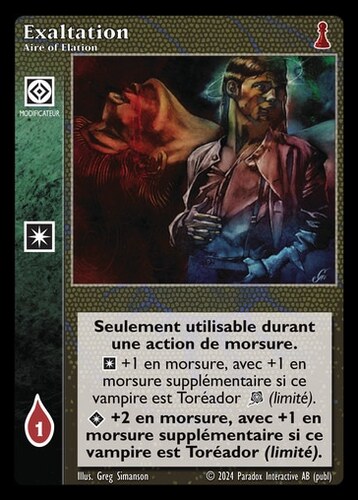 Exaltation
Aire of Elation
MODIFICATEUR
Seulement utilisable durant
une action de morsure.
+1 en morsure, avec +1 en
morsure supplémentaire si ce
vampire est Toréador (limité).
+2 en morsure, avec +1 en
morsure supplémentaire si ce
vampire est Toréador (limité).
1
Illus. Greg Simanson © 2024 Paradox Interactive AB (publ)